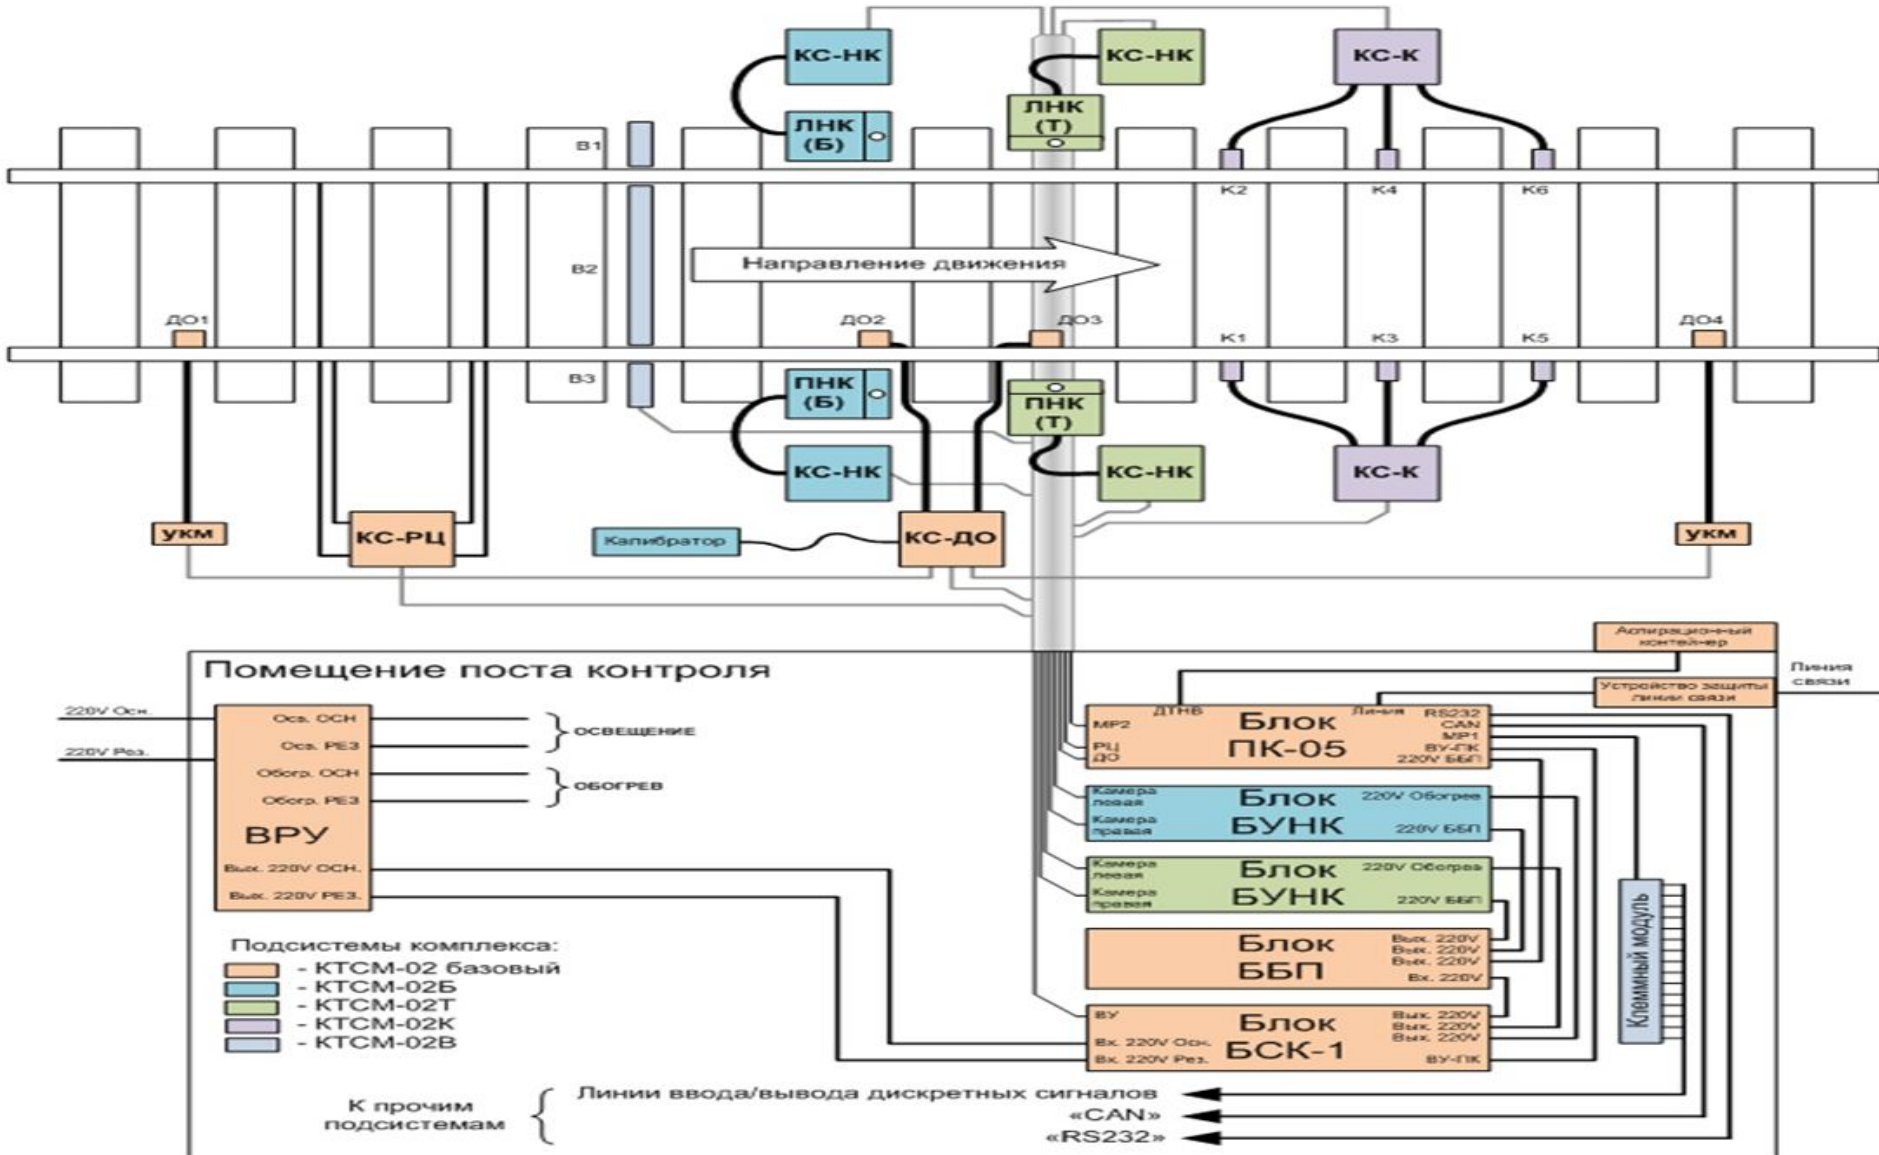 КС-НК
КС-НК
КС-К
ЛНК
(Б)
ЛНК
(Т)
В1
К2
К4
К6
В2
Направление движения
ДО1
ДО2
ДО3
К1
К3
К5
ДО4
В3
ПНК
(Б)
ПНК
(Т)
КС-НК
КС-НК
КС-К
УКМ
КС-РЦ
Калибратор
КС-ДО
УКМ
Аспирационный
контейнер
Помещение поста контроля
Линия
связи
Устройство защиты
линии связи
220V Осн.
220V Рез.
Осв. ОСН
Осв. РЕЗ
ОСВЕЩЕНИЕ
Обогр. ОСН
Обогр. РЕЗ
ОБОГРЕВ
ВРУ
Вых. 220V ОСН.
Вых. 220V РЕЗ.
ДТНВ
Линия
МР2
РЦ
ДО
Блок
ПК-05
RS232
CAN
МР1
ВУ-ПК
220V ББП
Камера
левая
Камера
правая
Блок
БУНК
220V Обогрев
220V ББП
Камера
левая
Камера
правая
Блок
БУНК
220V Обогрев
220V ББП
Блок
ББП
Вых. 220V
Вых. 220V
Вых. 220V
Вх. 220V
ВУ
Вх. 220V Осн.
Вх. 220V Рез.
Блок
БСК-1
Вых. 220V
Вых. 220V
Вых. 220V
ВУ-ПК
Клеммный модуль
Подсистемы комплекса:
- КТСМ-02 базовый
- КТСМ-02Б
- КТСМ-02Т
- КТСМ-02К
- КТСМ-02В
К прочим
подсистемам
Линии ввода/вывода дискретных сигналов
«CAN»
«RS232»